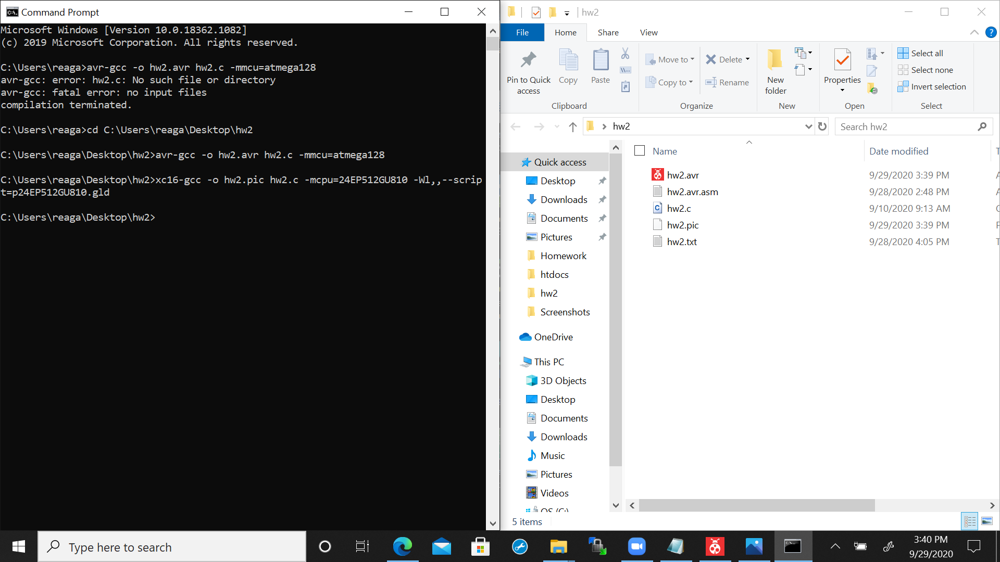 Command Prompt
Microsoft Windows [Version 10.0.18362.1082]
(c) 2019 Microsoft Corporation. All rights reserved.
C:\Users\reaga>avr-gcc -o hw2.avr hw2.c -mmcu=atmega128
avr-gcc: error: hw2.c: No such file or directory
avr-gcc: fatal error: no input files
compilation terminated.
C:\Users\reaga>cd C:\Users\reaga\Desktop\hw2
C:\Users\reaga\Desktop\hw2>avr-gcc -o hw2.avr hw2.c -mmcu=atmega128
C:\Users\reaga\Desktop\hw2>xc16-gcc -o hw2.pic hw2.c -mcpu=24EP512GU810 -Wl,,--scrip
t=p24EP512GU810.gld
C:\Users\reaga\Desktop\hw2>
hw2
File Home Share View
Pin to Quick access
Copy
Paste
Clipboard
Move to
Copy to
Delete
Rename
Organize
New folder
New
Properties
Open
Select all
Select none
Invert selection
Select
hw2
Search hw2
Quick access
Desktop
Downloads
Documents
Pictures
Homework
htdocs
hw2
Screenshots
OneDrive
This PC
3D Objects
Desktop
Documents
Downloads
Music
Pictures
Videos
OS (C:)
Name Date modified
hw2.avr 9/29/2020 3:39 PM
hw2.avr.asm 9/28/2020 2:48 PM
hw2.c 9/10/2020 9:13 AM
hw2.pic 9/29/2020 3:39 PM
hw2.txt 9/28/2020 4:05 PM
5 items
Type here to search
3:40 PM
9/29/2020